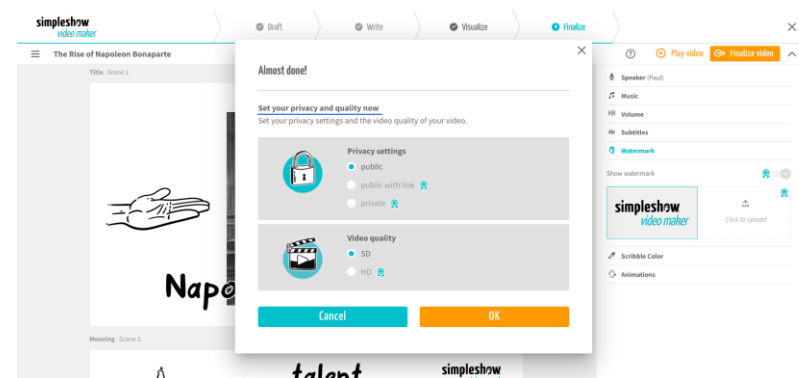 simpleshow
video maker
Draft
Write
Visualize
Finalize
The Rise of Napoleon Bonaparte
Play video
Finalize video
Title Scene 1
Almost done!
Set your privacy and quality now
Set your privacy settings and the video quality of your video.
Privacy settings
public
public with link
private
Video quality
SD
HD
Cancel
OK
Napo
Meaning Scene 2
talent
simpleshow
Speaker (Paul)
Music
Volume
Abc Subtitles
Watermark
Show watermark
simpleshow
video maker
Click to upload
Scribble Color
Animations